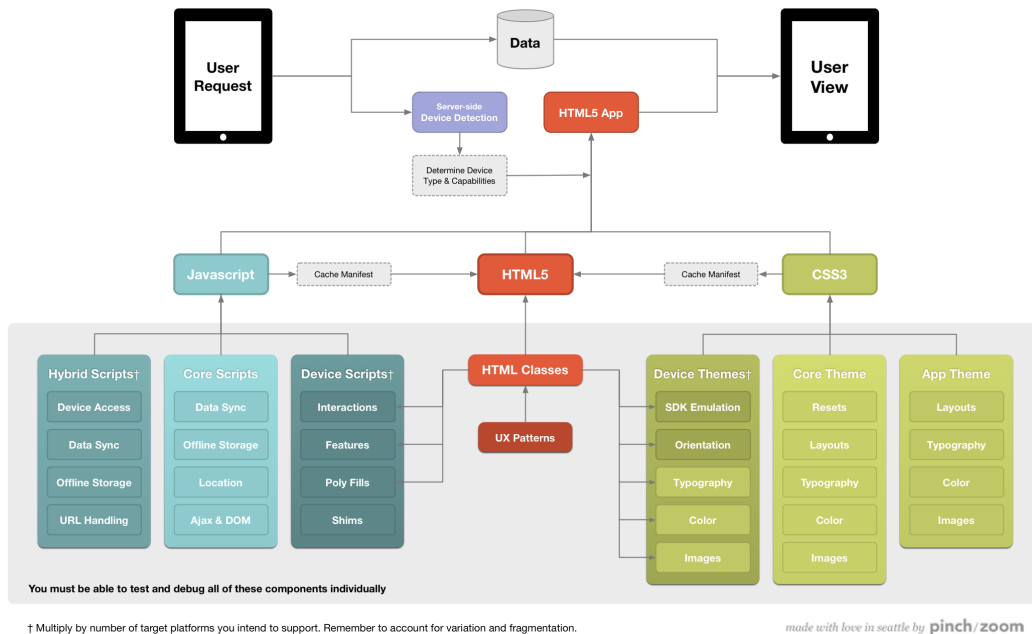 User
Request
Data
User
View
Server-side
Device Detection
HTML5 App
Determine Device
Type & Capabilities
Javascript
Cache Manifest
HTML5
Cache Manifest
CSS3
Hybrid Scripts†
Device Access
Data Sync
Offline Storage
URL Handling
Core Scripts
Data Sync
Offline Storage
Location
Ajax & DOM
Device Scripts†
Interactions
Features
Poly Fills
Shims
HTML Classes
UX Patterns
Device Themes†
SDK Emulation
Orientation
Typography
Color
Images
Core Theme
Resets
Layouts
Typography
Color
Images
App Theme
Layouts
Typography
Color
Images
You must be able to test and debug all of these components individually
† Multiply by number of target platforms you intend to support. Remember to account for variation and fragmentation.
made with love in seattle by pinch/zoom